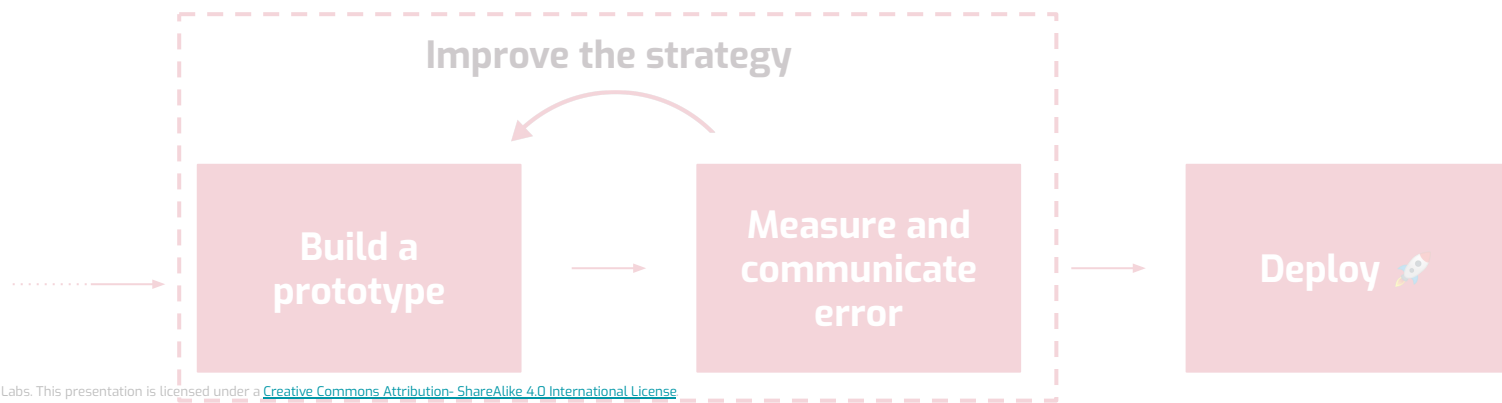 Improve the strategy
Build a
prototype
Measure and
communicate
error
Deploy 🚀
Labs. This presentation is licensed under a Creative Commons Attribution- ShareAlike 4.0 International License